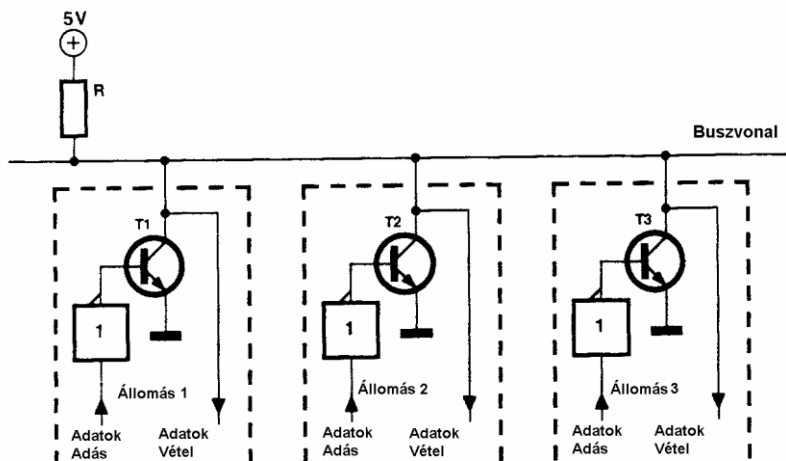 5V
+
R
Buszvonal
T1
T2
T3
1
1
1
Állomás 1
Állomás 2
Állomás 3
Adatok
Adás
Adatok
Vétel
Adatok
Adás
Adatok
Vétel
Adatok
Adás
Adatok
Vétel